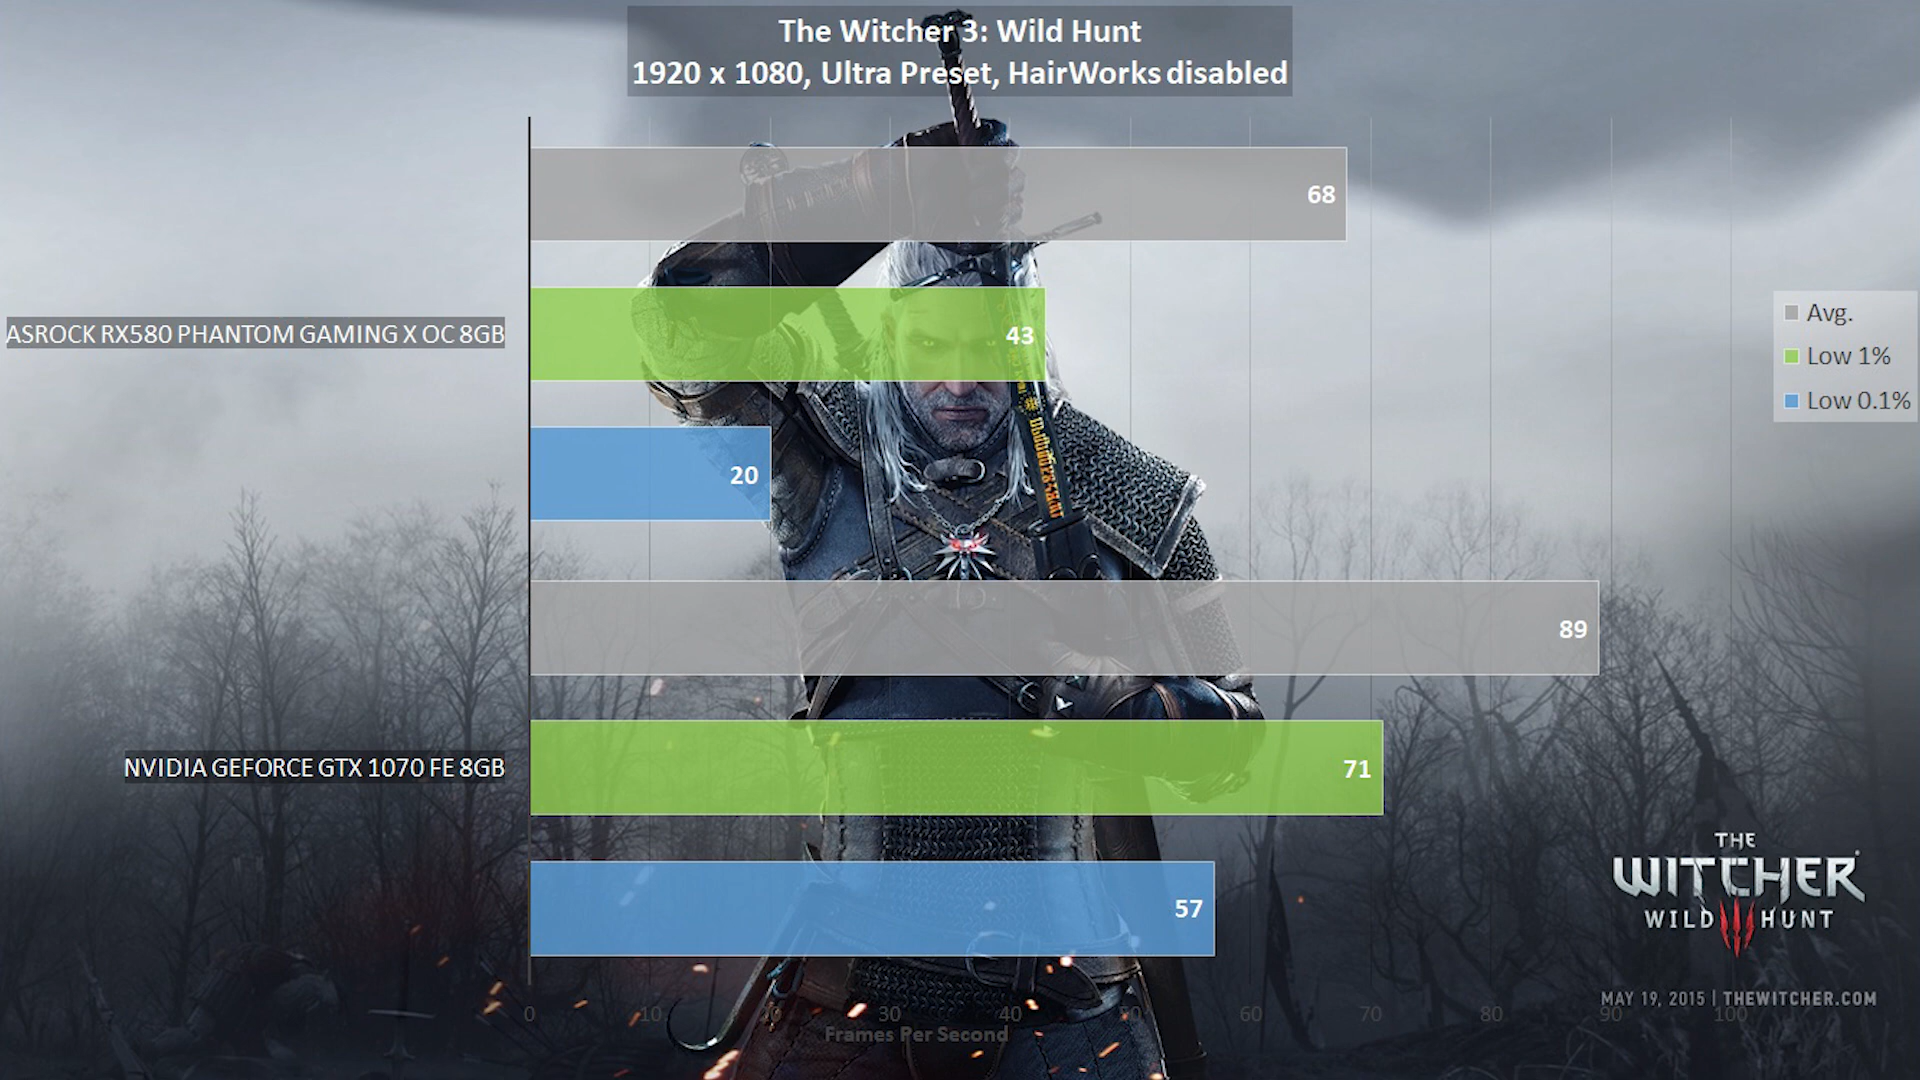 The Witcher 3: Wild Hunt
1920 x 1080, Ultra Preset, HairWorks disabled
68
ASROCK RX580 PHANTOM GAMING X OC 8GB
43
20
Avg.
Low 1%
Low 0.1%
89
NVIDIA GEFORCE GTX 1070 FE 8GB
71
57
0 10 20 30 40 50 60 70 80 90 100
Frames Per Second
THE
WITCHER
WILD HUNT
MAY 19, 2015 | THEWITCHER.COM